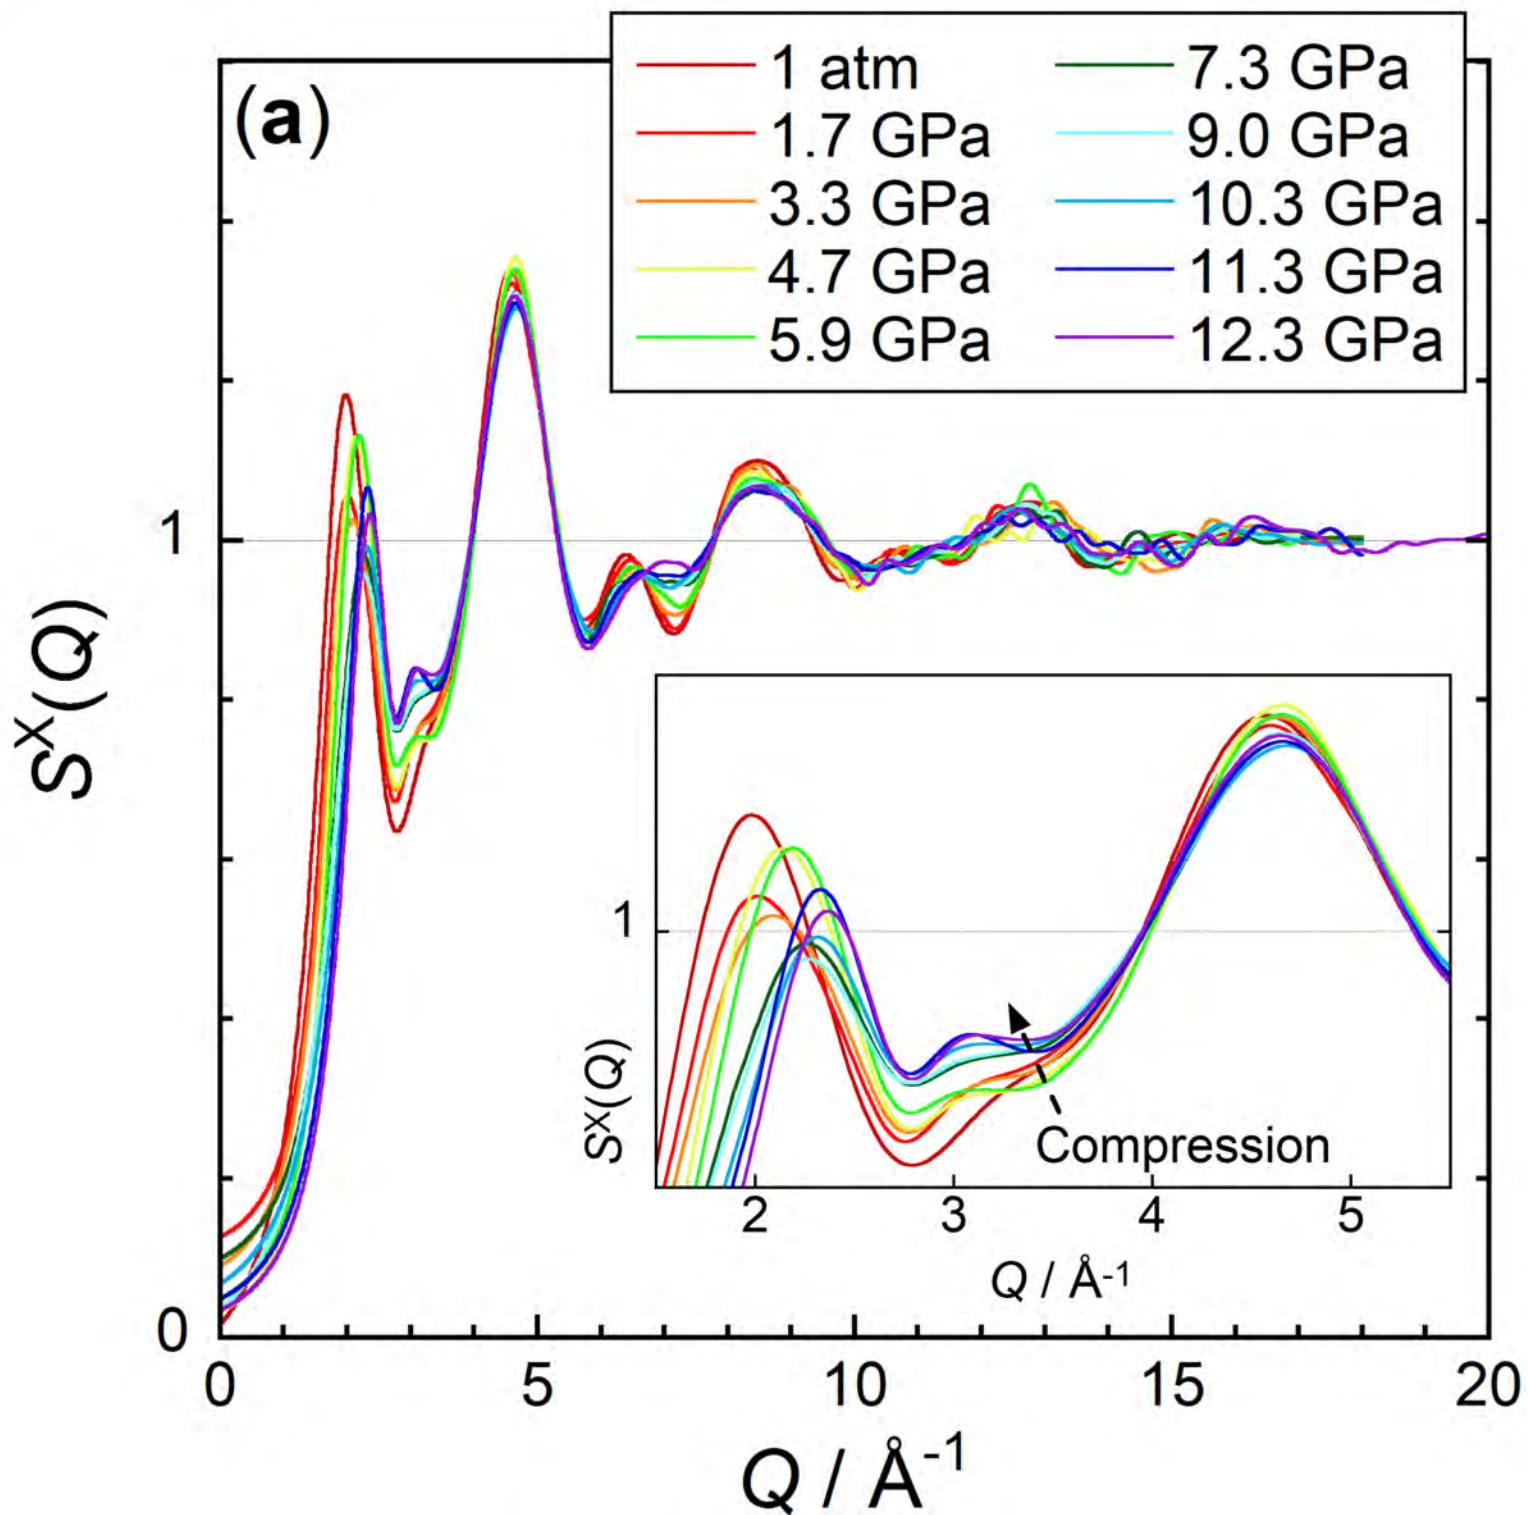 (a)
1 atm
1.7 GPa
3.3 GPa
4.7 GPa
5.9 GPa
7.3 GPa
9.0 GPa
10.3 GPa
11.3 GPa
12.3 GPa
1
0
Sˣ(Q)
0 5 10 15 20
Q / Å⁻¹
1
Sˣ(Q)
Compression
2 3 4 5
Q / Å⁻¹